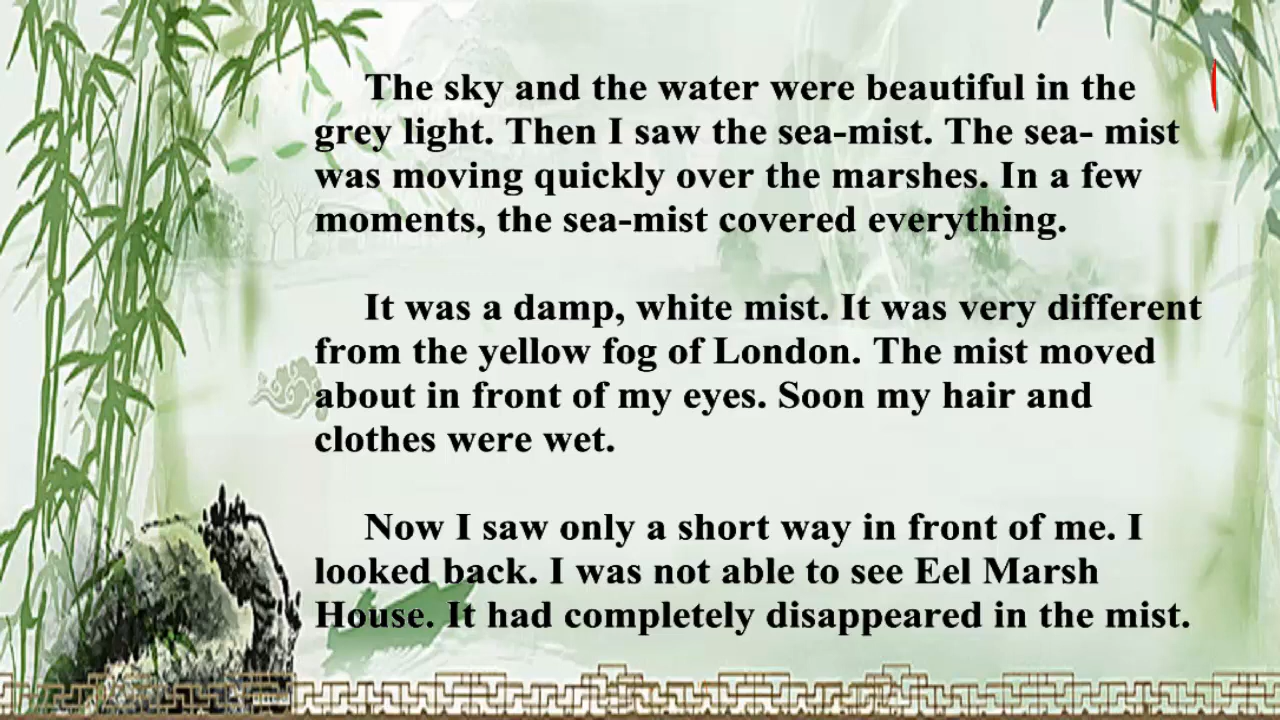 The sky and the water were beautiful in the
grey light. Then I saw the sea-mist. The sea- mist
was moving quickly over the marshes. In a few
moments, the sea-mist covered everything.
It was a damp, white mist. It was very different
from the yellow fog of London. The mist moved
about in front of my eyes. Soon my hair and
clothes were wet.
Now I saw only a short way in front of me. I
looked back. I was not able to see Eel Marsh
House. It had completely disappeared in the mist.